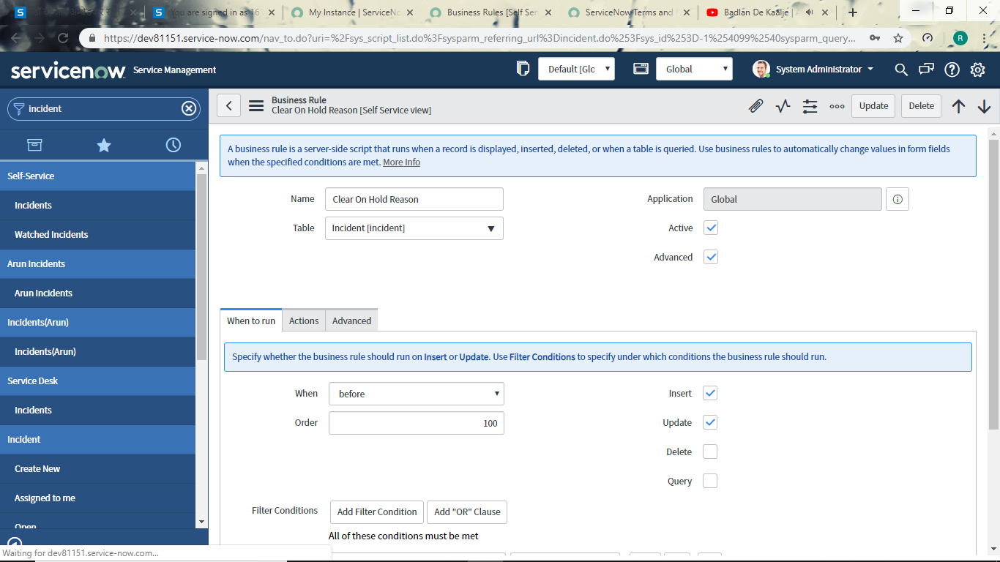 You are signed in as 16
My Instance | ServiceNo
Business Rules [Self Ser
ServiceNow Terms and
Badlan De Kaalje |
https://dev81151.service-now.com/nav_to.do?uri=%2Fsys_script_list.do%3Fsysparm_referring_url%3Dincident.do%253Fsys_id%253D-1%254099%2540sysparm_query...
R
servicenow Service Management
Default [Glo
Global
System Administrator
incident
Self-Service
Incidents
Watched Incidents
Arun Incidents
Arun Incidents
Incidents(Arun)
Incidents(Arun)
Service Desk
Incidents
Incident
Create New
Assigned to me
Open
Waiting for dev81151.service-now.com...
Business Rule
Clear On Hold Reason [Self Service view]
Update
Delete
A business rule is a server-side script that runs when a record is displayed, inserted, deleted, or when a table is queried. Use business rules to automatically change values in form fields
when the specified conditions are met. More Info
Name Clear On Hold Reason
Application Global
Table Incident [incident]
Active
Advanced
When to run Actions Advanced
Specify whether the business rule should run on Insert or Update. Use Filter Conditions to specify under which conditions the business rule should run.
When before
Insert
Order 100
Update
Delete
Query
Filter Conditions Add Filter Condition Add "OR" Clause
All of these conditions must be met